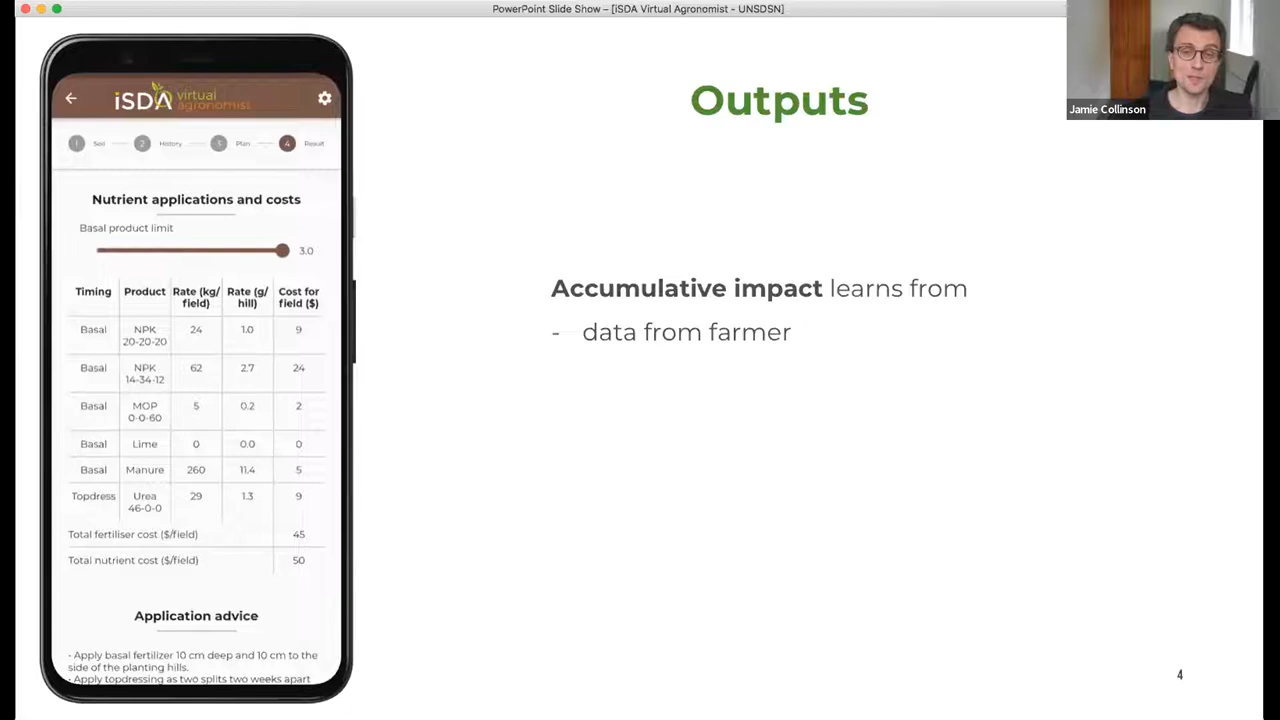 PowerPoint Slide Show – [iSDA Virtual Agronomist - UNSDSN]
Jamie Collinson
iSDA virtual agronomist
1 Soil 2 History 3 Plan 4 Result
Nutrient applications and costs
Basal product limit
3.0
Timing Product Rate (kg/field) Rate (g/hill) Cost for field ($)
Basal NPK 20-20-20 24 1.0 9
Basal NPK 14-34-12 62 2.7 24
Basal MOP 0-0-60 5 0.2 2
Basal Lime 0 0.0 0
Basal Manure 260 11.4 5
Topdress Urea 46-0-0 29 1.3 9
Total fertiliser cost ($/field) 45
Total nutrient cost ($/field) 50
Application advice
- Apply basal fertilizer 10 cm deep and 10 cm to the
side of the planting hills.
- Apply topdressing as two splits two weeks apart
Outputs
Accumulative impact learns from
- data from farmer
4